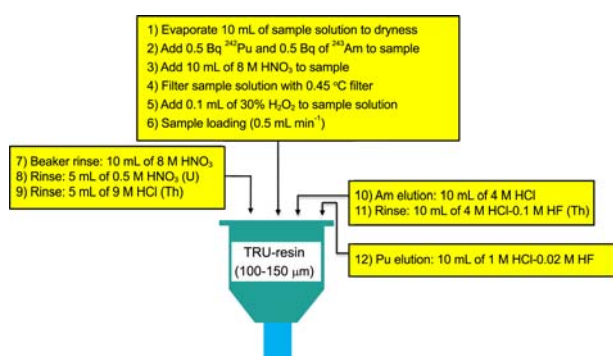 1) Evaporate 10 mL of sample solution to dryness
2) Add 0.5 Bq ²⁴²Pu and 0.5 Bq of ²⁴³Am to sample
3) Add 10 mL of 8 M HNO₃ to sample
4) Filter sample solution with 0.45 °C filter
5) Add 0.1 mL of 30% H₂O₂ to sample solution
6) Sample loading (0.5 mL min⁻¹)
7) Beaker rinse: 10 mL of 8 M HNO₃
8) Rinse: 5 mL of 0.5 M HNO₃ (U)
9) Rinse: 5 mL of 9 M HCl (Th)
10) Am elution: 10 mL of 4 M HCl
11) Rinse: 10 mL of 4 M HCl-0.1 M HF (Th)
12) Pu elution: 10 mL of 1 M HCl-0.02 M HF
TRU-resin
(100-150 μm)